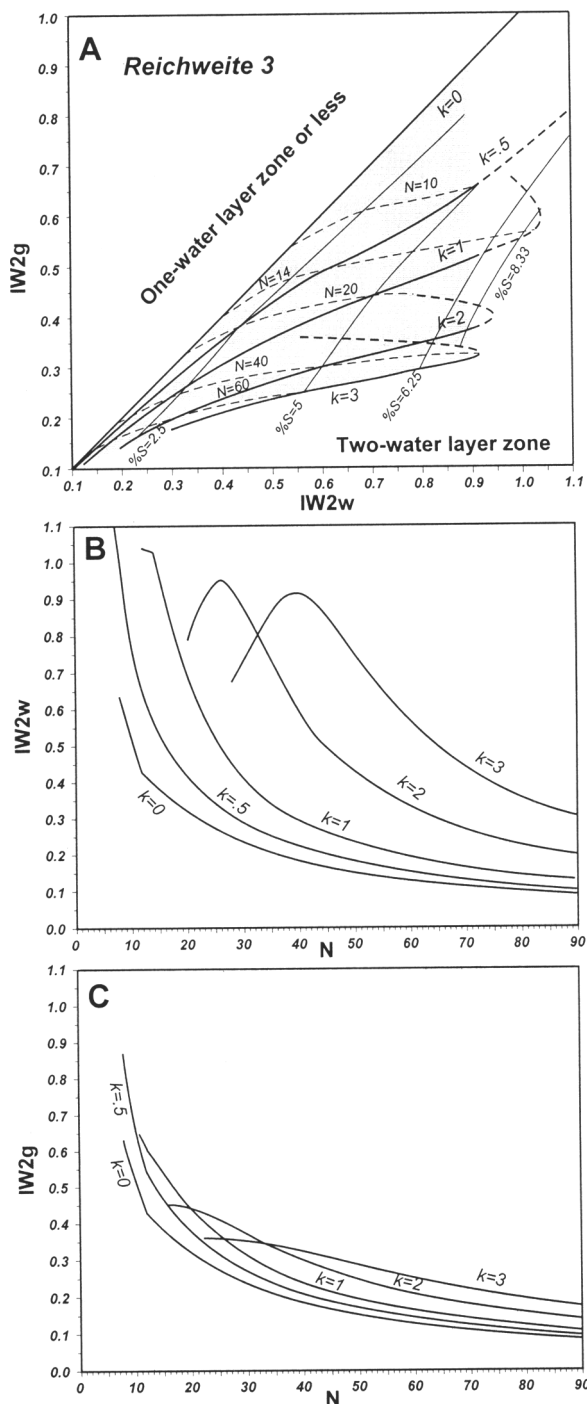 A
Reichweite 3
One-water layer zone or less
Two-water layer zone
k=0
k=.5
k=1
k=2
k=3
N=10
N=14
N=20
N=40
N=60
%S=2.5
%S=5
%S=6.25
%S=8.33
IW2g
1.0
0.9
0.8
0.7
0.6
0.5
0.4
0.3
0.2
0.1
0.1 0.2 0.3 0.4 0.5 0.6 0.7 0.8 0.9 1.0 1.1
IW2w
B
IW2w
1.1
1.0
0.9
0.8
0.7
0.6
0.5
0.4
0.3
0.2
0.1
0.0
k=0
k=.5
k=1
k=2
k=3
0 10 20 30 40 50 60 70 80 90
N
C
IW2g
1.1
1.0
0.9
0.8
0.7
0.6
0.5
0.4
0.3
0.2
0.1
0.0
k=.5
k=0
k=1
k=2
k=3
0 10 20 30 40 50 60 70 80 90
N